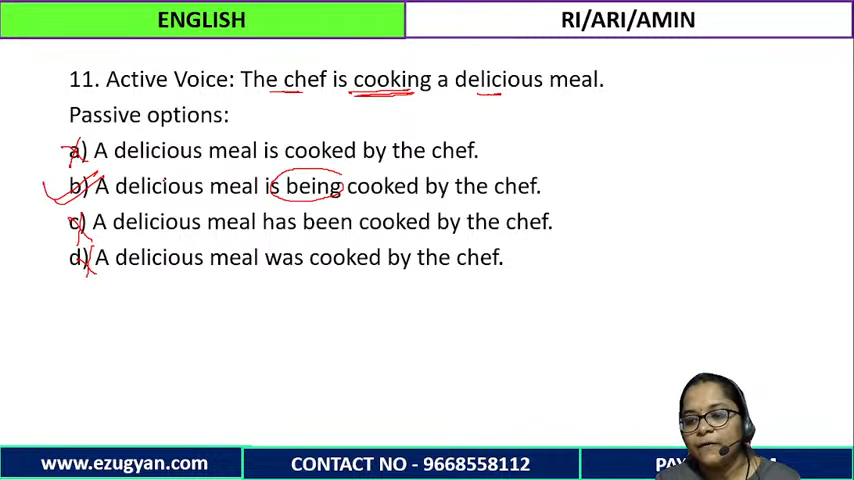 ENGLISH
RI/ARI/AMIN
11. Active Voice: The chef is cooking a delicious meal.
Passive options:
a) A delicious meal is cooked by the chef.
b) A delicious meal is being cooked by the chef.
c) A delicious meal has been cooked by the chef.
d) A delicious meal was cooked by the chef.
www.ezugyan.com
CONTACT NO - 9668558112